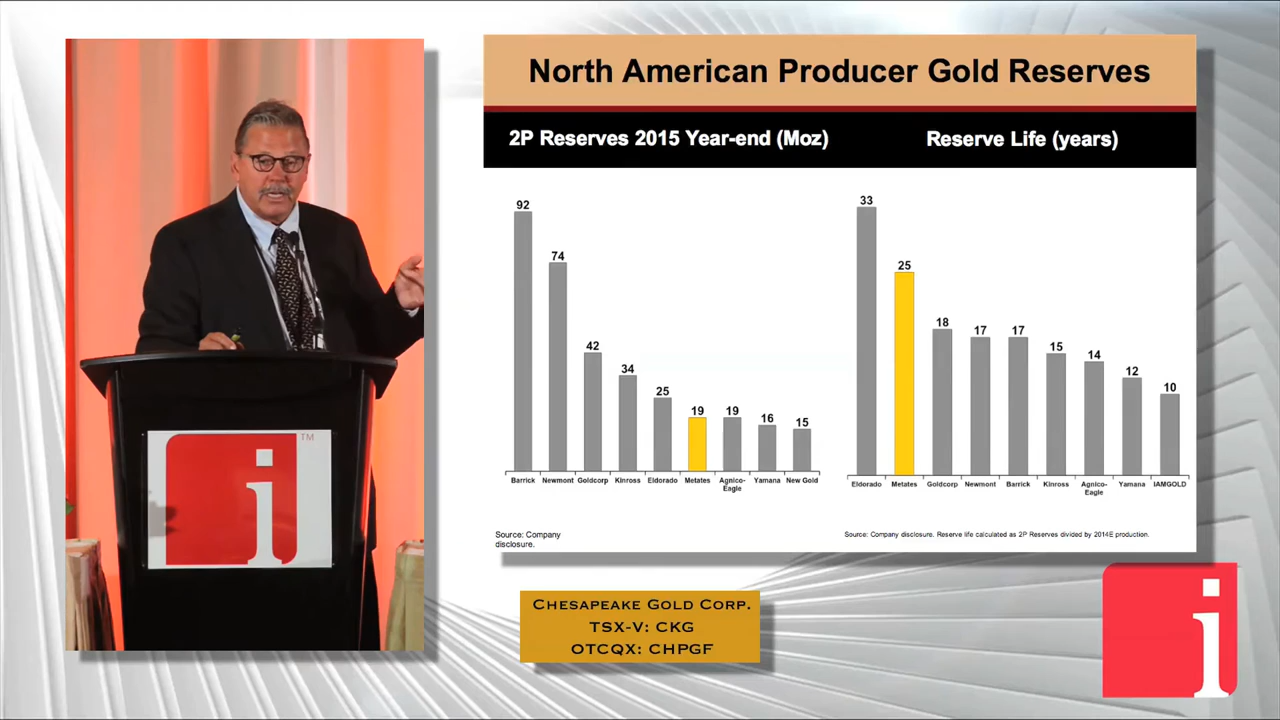 North American Producer Gold Reserves
2P Reserves 2015 Year-end (Moz)
92
74
42
34
25
19
19
16
15
Barrick Newmont Goldcorp Kinross Eldorado Metates Agnico-Eagle Yamana New Gold
Source: Company
disclosure.
Reserve Life (years)
33
25
18
17
17
15
14
12
10
Eldorado Metates Goldcorp Newmont Barrick Kinross Agnico-Eagle Yamana IAMGOLD
Source: Company disclosure. Reserve life calculated as 2P Reserves divided by 2014E production.
i
TM
Chesapeake Gold Corp.
TSX-V: CKG
OTCQX: CHPGF
i